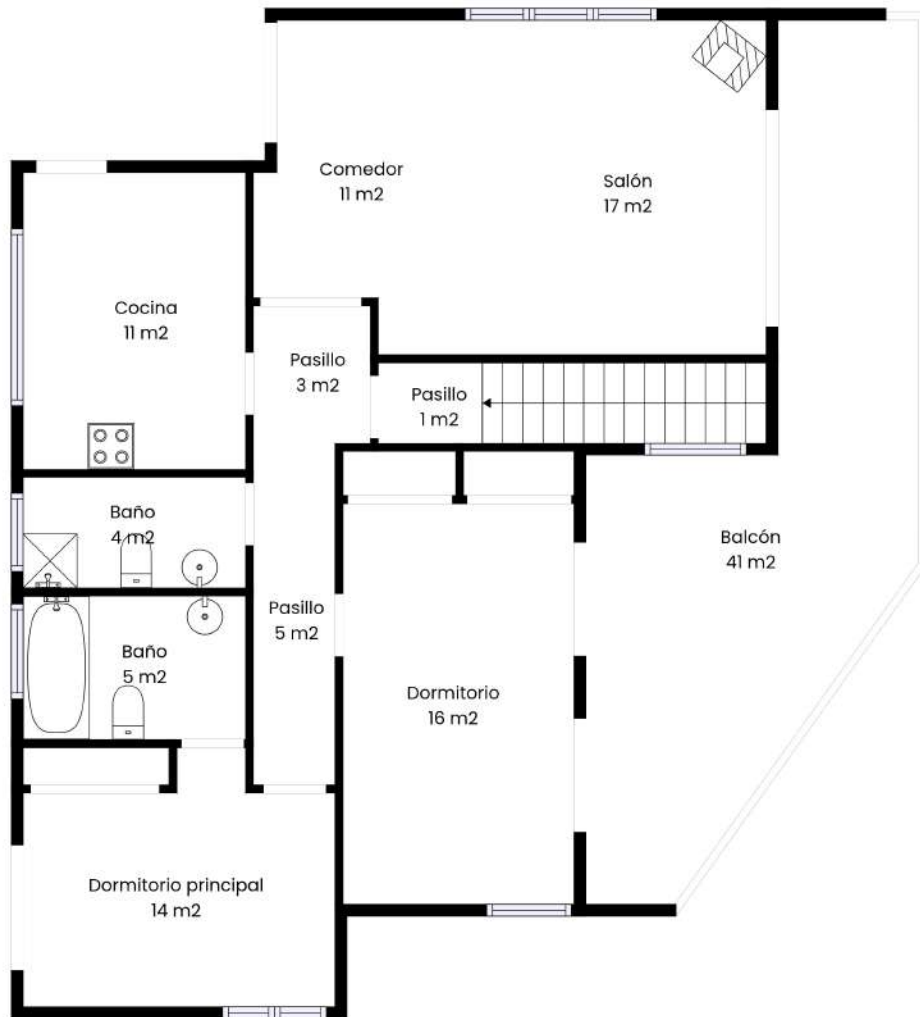 Comedor
11 m2
Salón
17 m2
Cocina
11 m2
Pasillo
3 m2
Pasillo
1 m2
Baño
4 m2
Balcón
41 m2
Pasillo
5 m2
Baño
5 m2
Dormitorio
16 m2
Dormitorio principal
14 m2